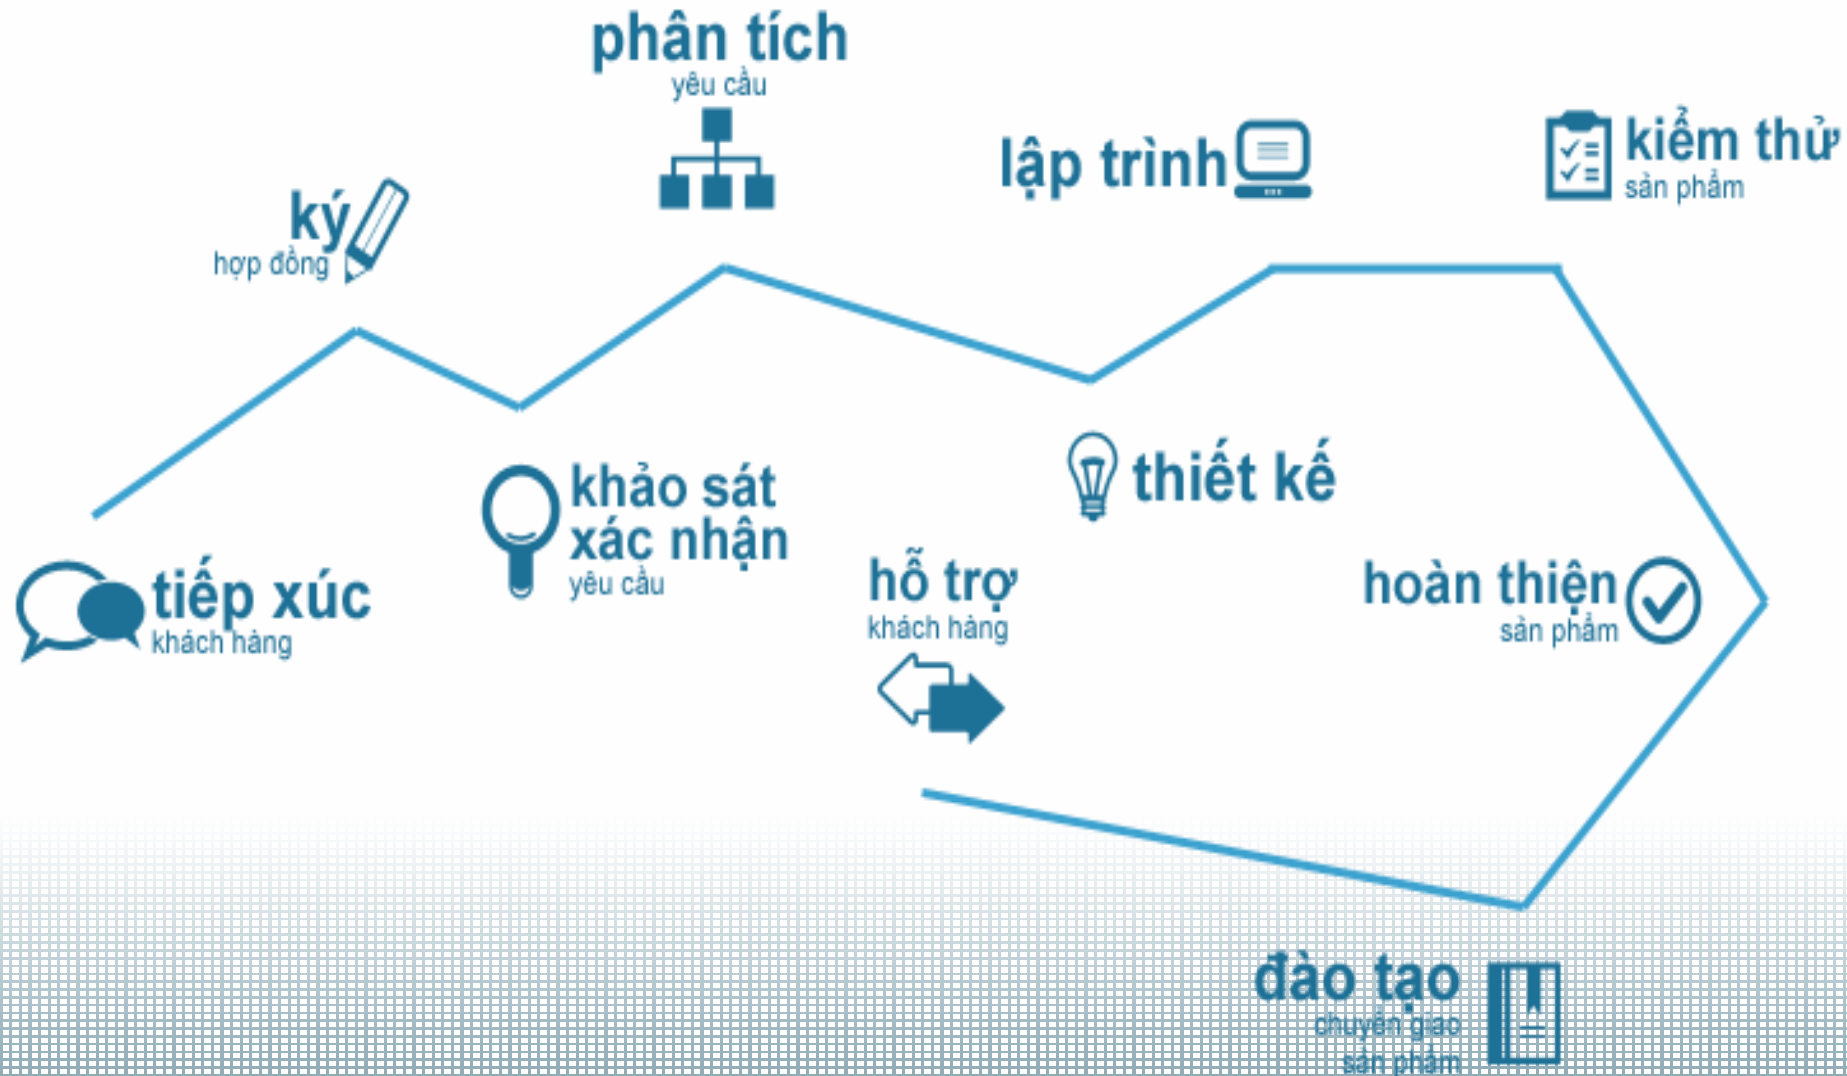 tiếp xúc
khách hàng
ký
hợp đồng
khảo sát
xác nhận
yêu cầu
phân tích
yêu cầu
thiết kế
lập trình
kiểm thử
sản phẩm
hoàn thiện
sản phẩm
đào tạo
chuyển giao
sản phẩm
hỗ trợ
khách hàng